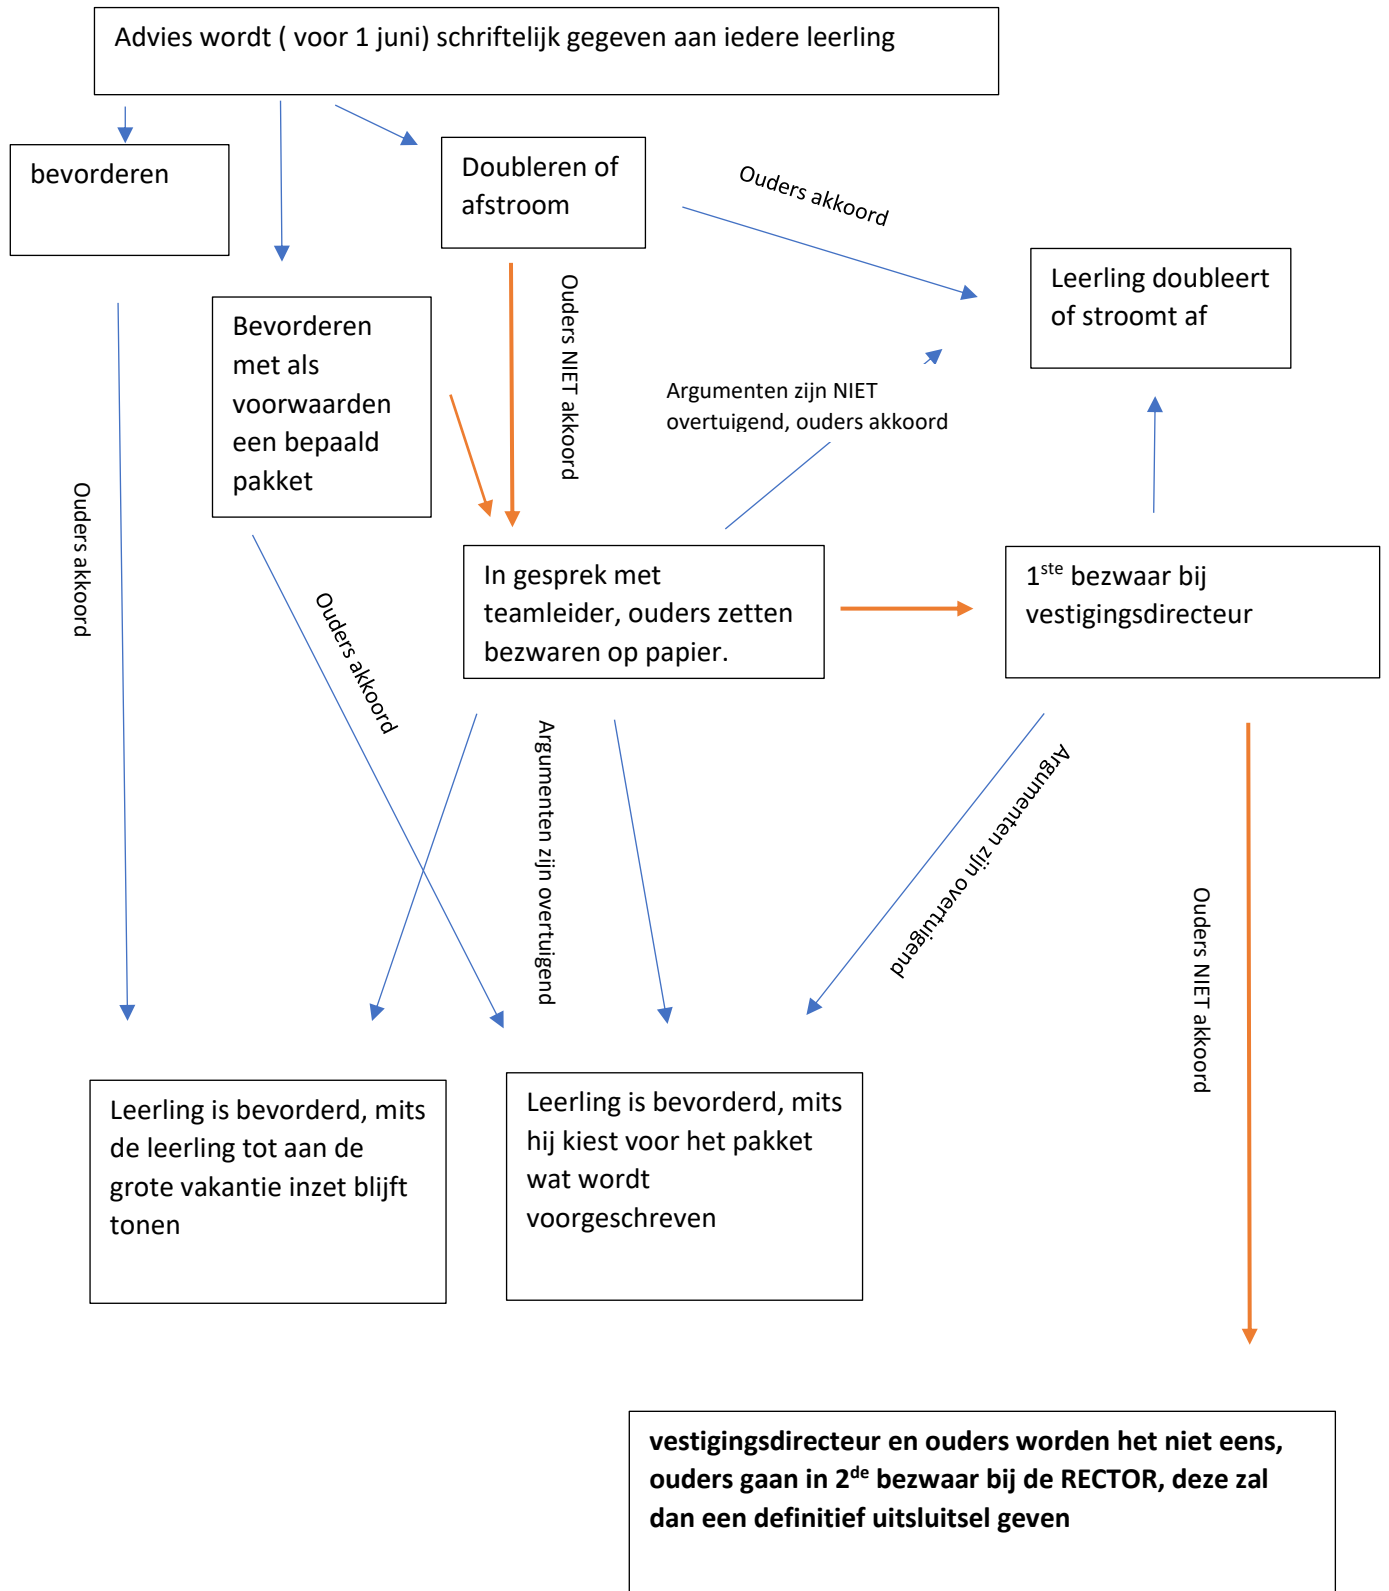 Advies wordt ( voor 1 juni) schriftelijk gegeven aan iedere leerling
bevorderen
Doubleren of
afstroom
Ouders akkoord
Leerling doubleert
of stroomt af
Bevorderen
met als
voorwaarden
een bepaald
pakket
Ouders NIET akkoord
Argumenten zijn NIET
overtuigend, ouders akkoord
Ouders akkoord
Ouders akkoord
In gesprek met
teamleider, ouders zetten
bezwaren op papier.
1ste bezwaar bij
vestigingsdirecteur
Argumenten zijn overtuigend
Argumenten zijn overtuigend
Ouders NIET akkoord
Leerling is bevorderd, mits
de leerling tot aan de
grote vakantie inzet blijft
tonen
Leerling is bevorderd, mits
hij kiest voor het pakket
wat wordt
voorgeschreven
vestigingsdirecteur en ouders worden het niet eens,
ouders gaan in 2de bezwaar bij de RECTOR, deze zal
dan een definitief uitsluitsel geven